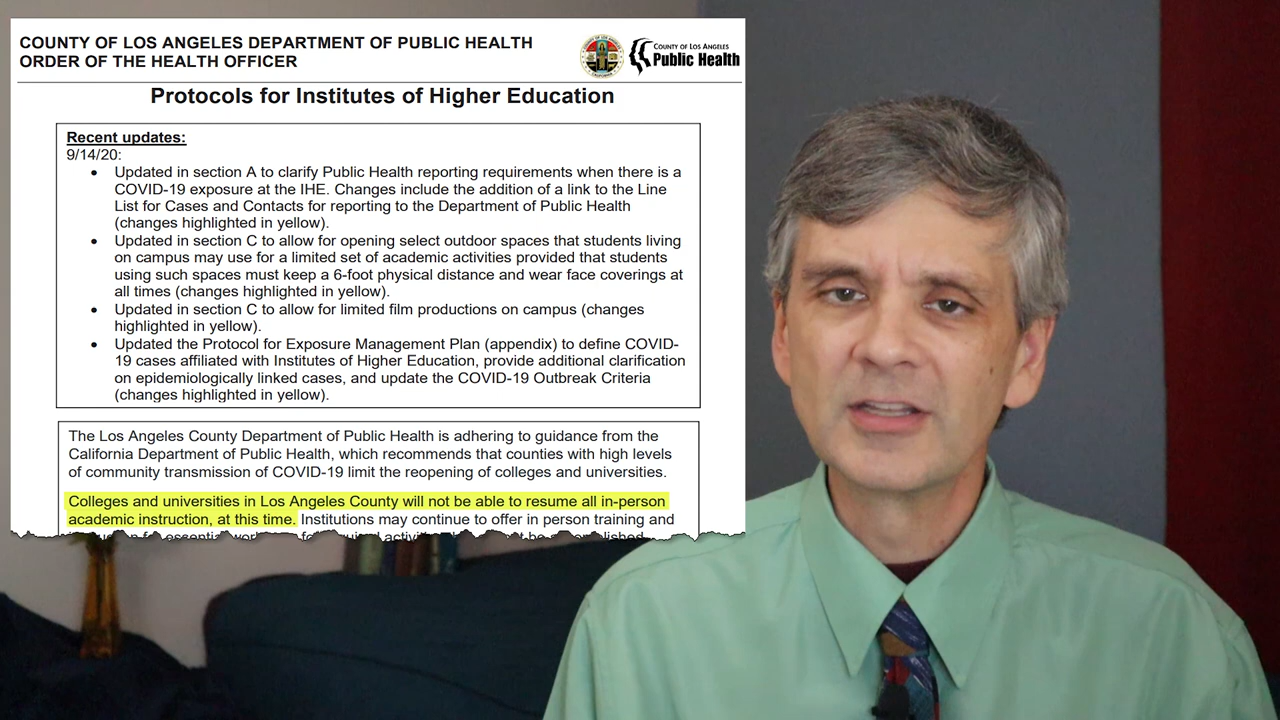 COUNTY OF LOS ANGELES DEPARTMENT OF PUBLIC HEALTH
ORDER OF THE HEALTH OFFICER
COUNTY OF LOS ANGELES
Public Health
Protocols for Institutes of Higher Education
Recent updates:
9/14/20:
• Updated in section A to clarify Public Health reporting requirements when there is a
COVID-19 exposure at the IHE. Changes include the addition of a link to the Line
List for Cases and Contacts for reporting to the Department of Public Health
(changes highlighted in yellow).
• Updated in section C to allow for opening select outdoor spaces that students living
on campus may use for a limited set of academic activities provided that students
using such spaces must keep a 6-foot physical distance and wear face coverings at
all times (changes highlighted in yellow).
• Updated in section C to allow for limited film productions on campus (changes
highlighted in yellow).
• Updated the Protocol for Exposure Management Plan (appendix) to define COVID-
19 cases affiliated with Institutes of Higher Education, provide additional clarification
on epidemiologically linked cases, and update the COVID-19 Outbreak Criteria
(changes highlighted in yellow).
The Los Angeles County Department of Public Health is adhering to guidance from the
California Department of Public Health, which recommends that counties with high levels
of community transmission of COVID-19 limit the reopening of colleges and universities.
Colleges and universities in Los Angeles County will not be able to resume all in-person
academic instruction, at this time. Institutions may continue to offer in person training and